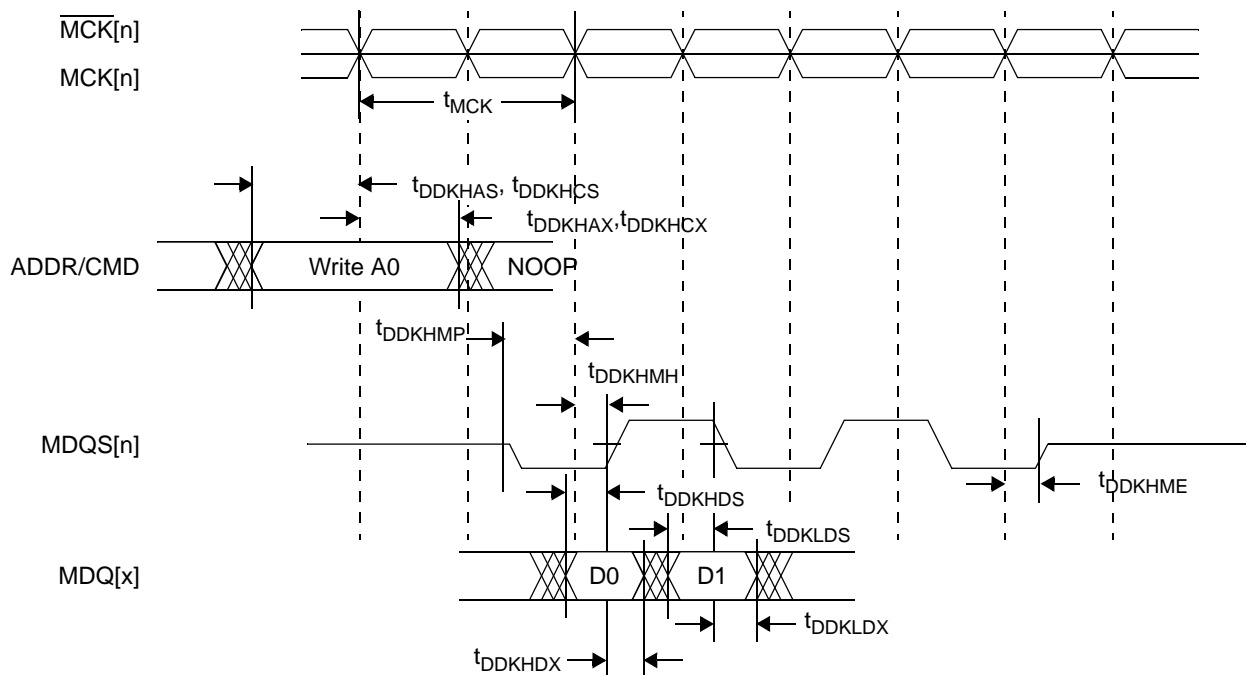 MCK[n]
MCK[n]
tMCK
tDDKHAS, tDDKHCS
tDDKHAX,tDDKHCX
ADDR/CMD
Write A0
NOOP
tDDKHMP
tDDKHMH
MDQS[n]
tDDKHME
tDDKHDS
tDDKLDS
MDQ[x]
D0
D1
tDDKLDX
tDDKHDX